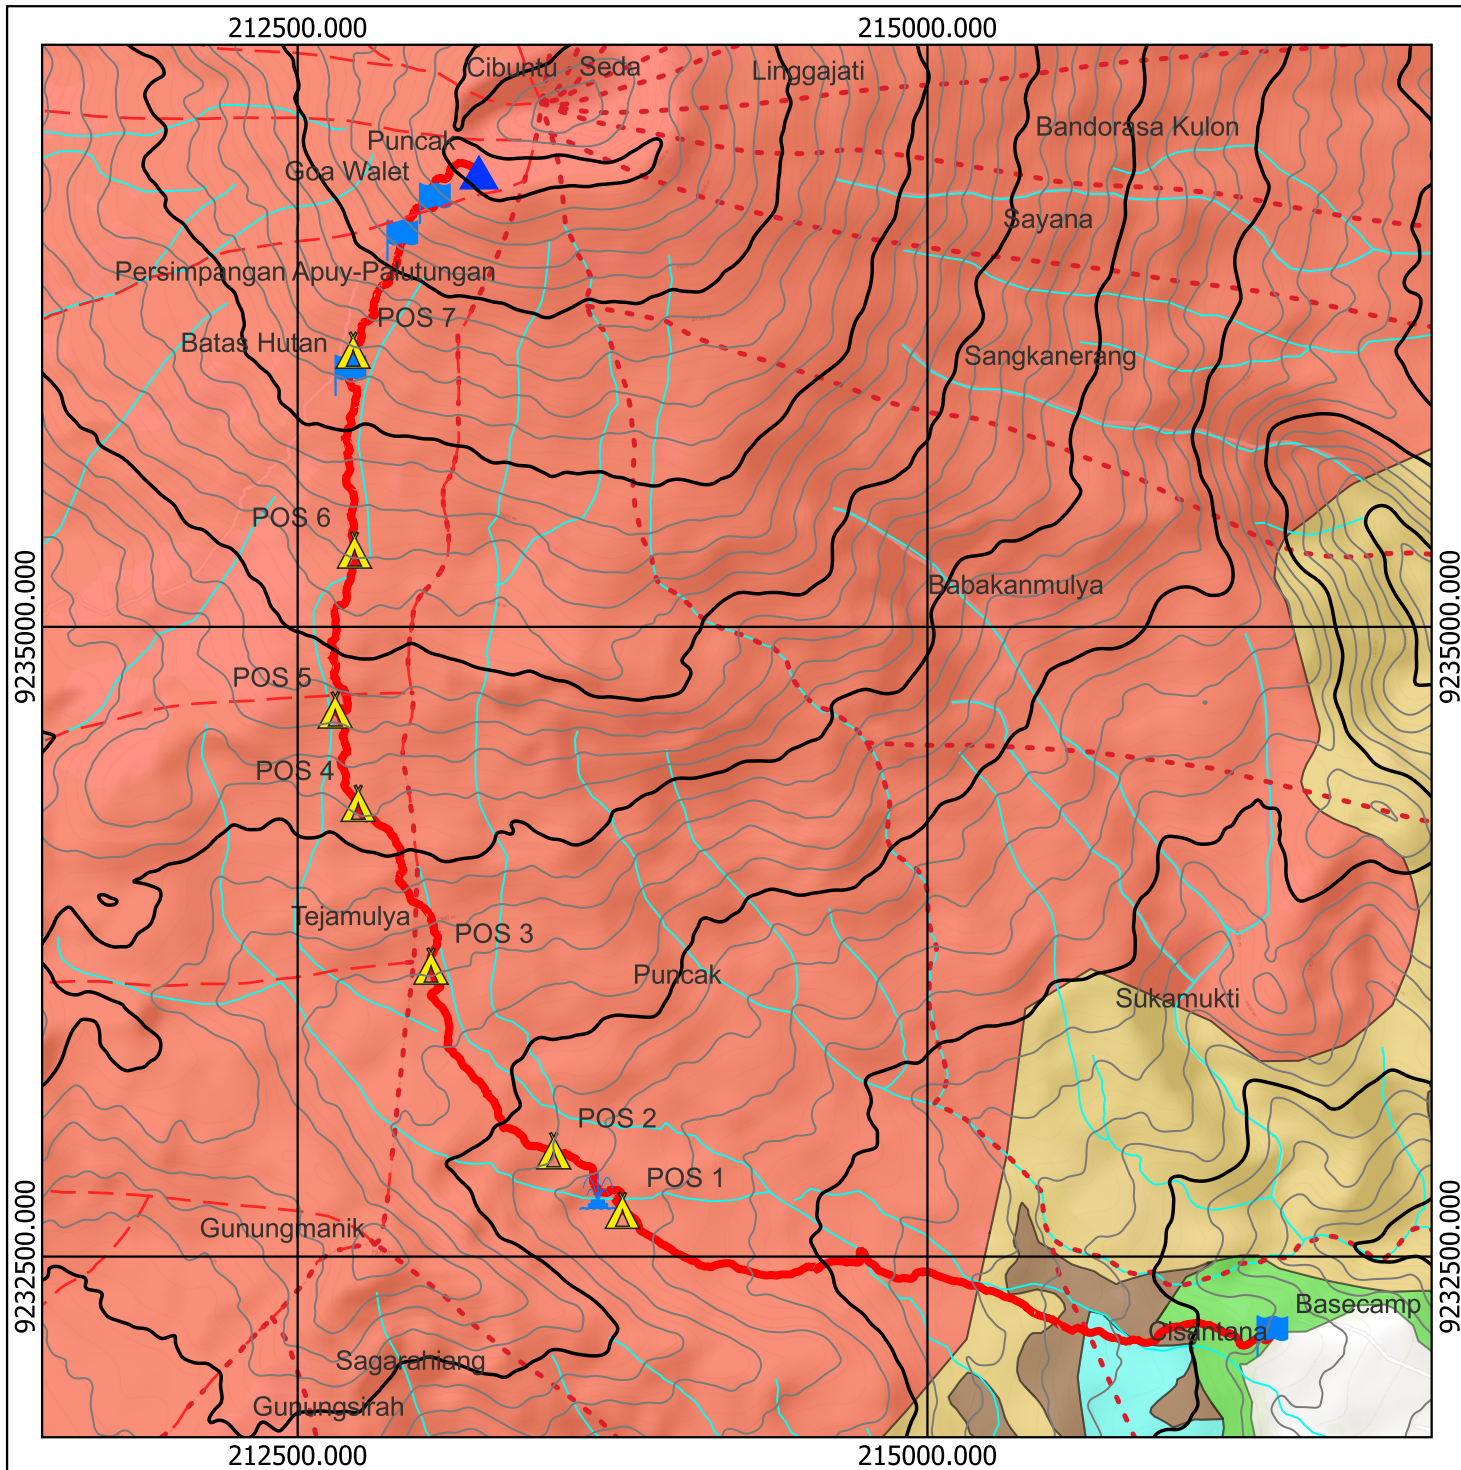 212500.000 215000.000
Cibuntu Seda Linggajati
Bandorasa Kulon
Puncak
Goa Walet
Sayana
Persimpangan Apuy-Palutungan
POS 7
Batas Hutan
Sangkanerang
POS 6
Babakanmulya
9235000.000 9235000.000
POS 5
POS 4
Tejamulya
POS 3
Puncak
Sukamukti
POS 2
POS 1
Gunungmanik
9232500.000 9232500.000
Basecamp
Cisantana
Sagarahiang
Gunungsirah
212500.000 215000.000